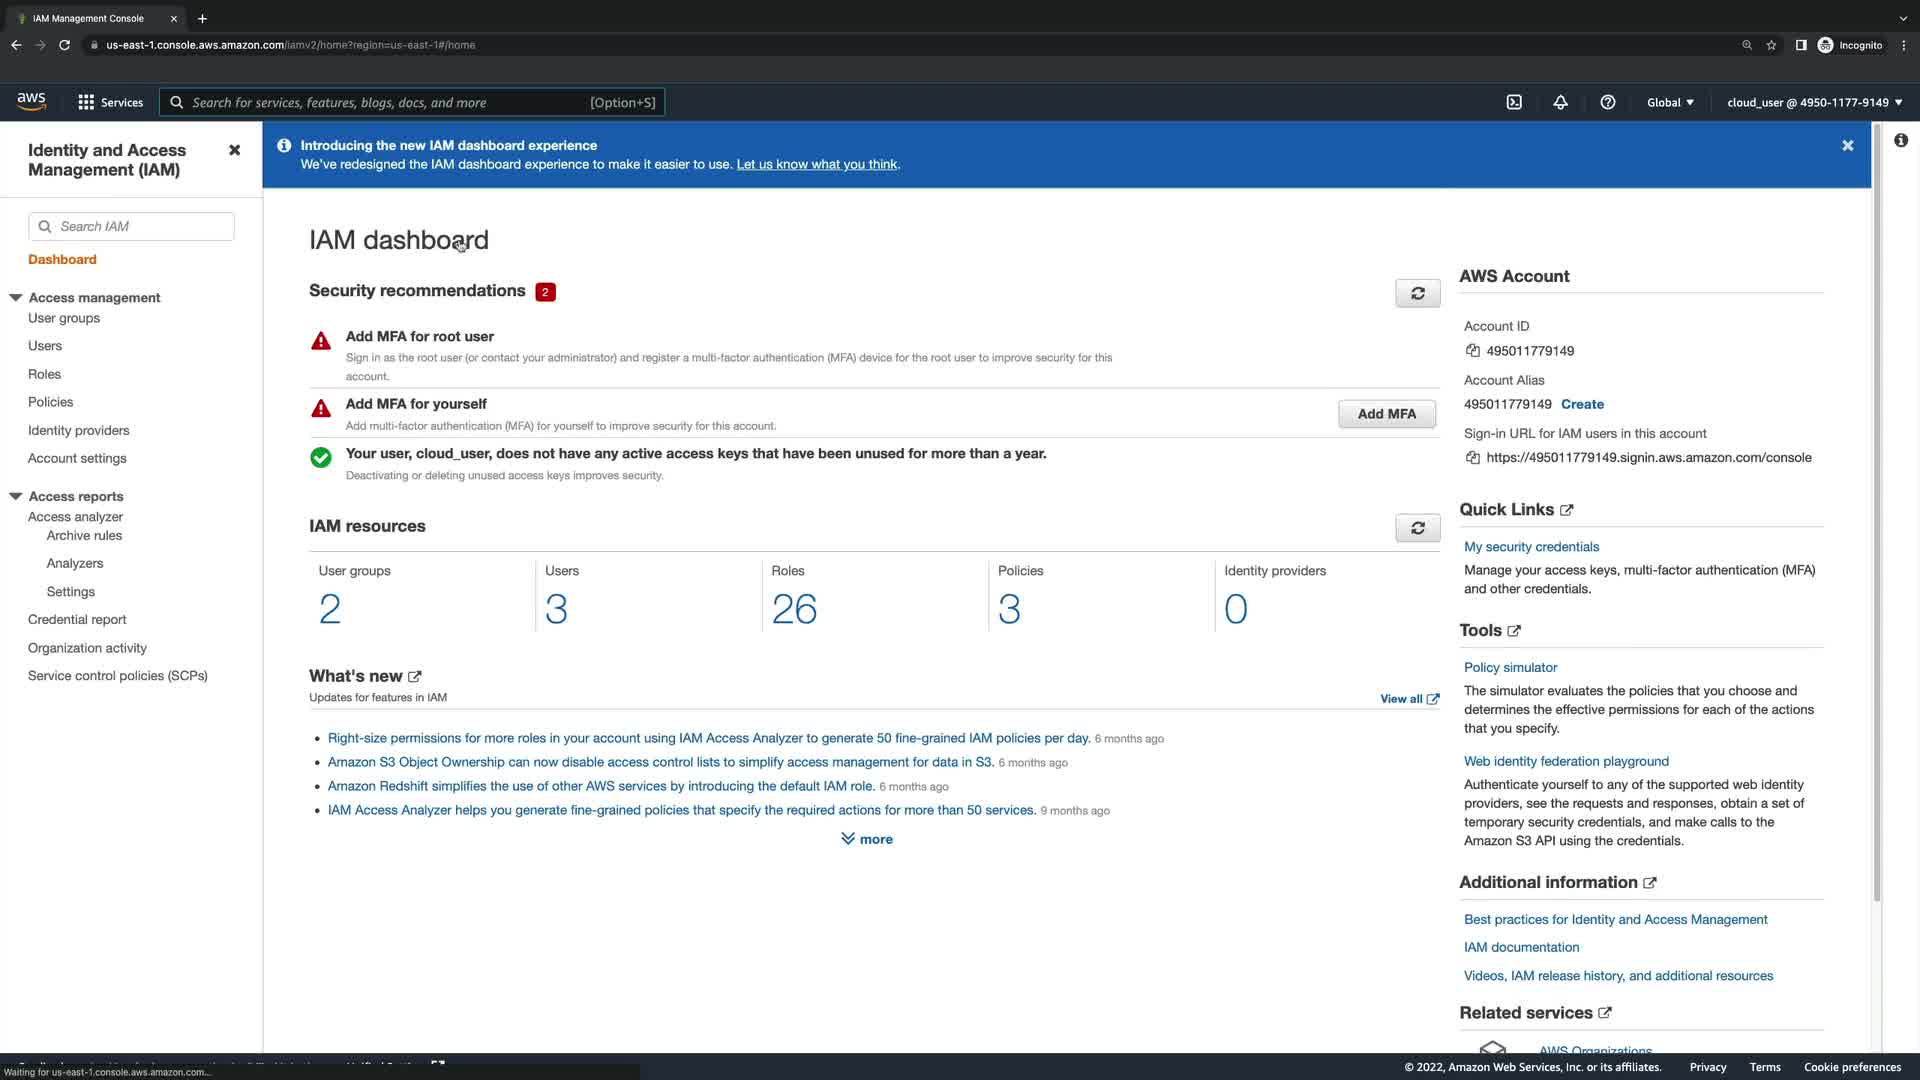 IAM Management Console
us-east-1.console.aws.amazon.com/iamv2/home?region=us-east-1#/home
Incognito
aws
Services
Search for services, features, blogs, docs, and more
[Option+S]
Global
cloud_user @ 4950-1177-9149
Identity and Access
Management (IAM)
Search IAM
Dashboard
Access management
User groups
Users
Roles
Policies
Identity providers
Account settings
Access reports
Access analyzer
Archive rules
Analyzers
Settings
Credential report
Organization activity
Service control policies (SCPs)
Introducing the new IAM dashboard experience
We've redesigned the IAM dashboard experience to make it easier to use. Let us know what you think.
IAM dashboard
Security recommendations 2
Add MFA for root user
Sign in as the root user (or contact your administrator) and register a multi-factor authentication (MFA) device for the root user to improve security for this
account.
Add MFA for yourself
Add multi-factor authentication (MFA) for yourself to improve security for this account.
Add MFA
Your user, cloud_user, does not have any active access keys that have been unused for more than a year.
Deactivating or deleting unused access keys improves security.
IAM resources
User groups
2
Users
3
Roles
26
Policies
3
Identity providers
0
What's new
Updates for features in IAM
View all
Right-size permissions for more roles in your account using IAM Access Analyzer to generate 50 fine-grained IAM policies per day. 6 months ago
Amazon S3 Object Ownership can now disable access control lists to simplify access management for data in S3. 6 months ago
Amazon Redshift simplifies the use of other AWS services by introducing the default IAM role. 6 months ago
IAM Access Analyzer helps you generate fine-grained policies that specify the required actions for more than 50 services. 9 months ago
more
AWS Account
Account ID
495011779149
Account Alias
495011779149 Create
Sign-in URL for IAM users in this account
https://495011779149.signin.aws.amazon.com/console
Quick Links
My security credentials
Manage your access keys, multi-factor authentication (MFA)
and other credentials.
Tools
Policy simulator
The simulator evaluates the policies that you choose and
determines the effective permissions for each of the actions
that you specify.
Web identity federation playground
Authenticate yourself to any of the supported web identity
providers, see the requests and responses, obtain a set of
temporary security credentials, and make calls to the
Amazon S3 API using the credentials.
Additional information
Best practices for Identity and Access Management
IAM documentation
Videos, IAM release history, and additional resources
Related services
AWS Organizations
Waiting for us-east-1.console.aws.amazon.com...
© 2022, Amazon Web Services, Inc. or its affiliates.
Privacy
Terms
Cookie preferences